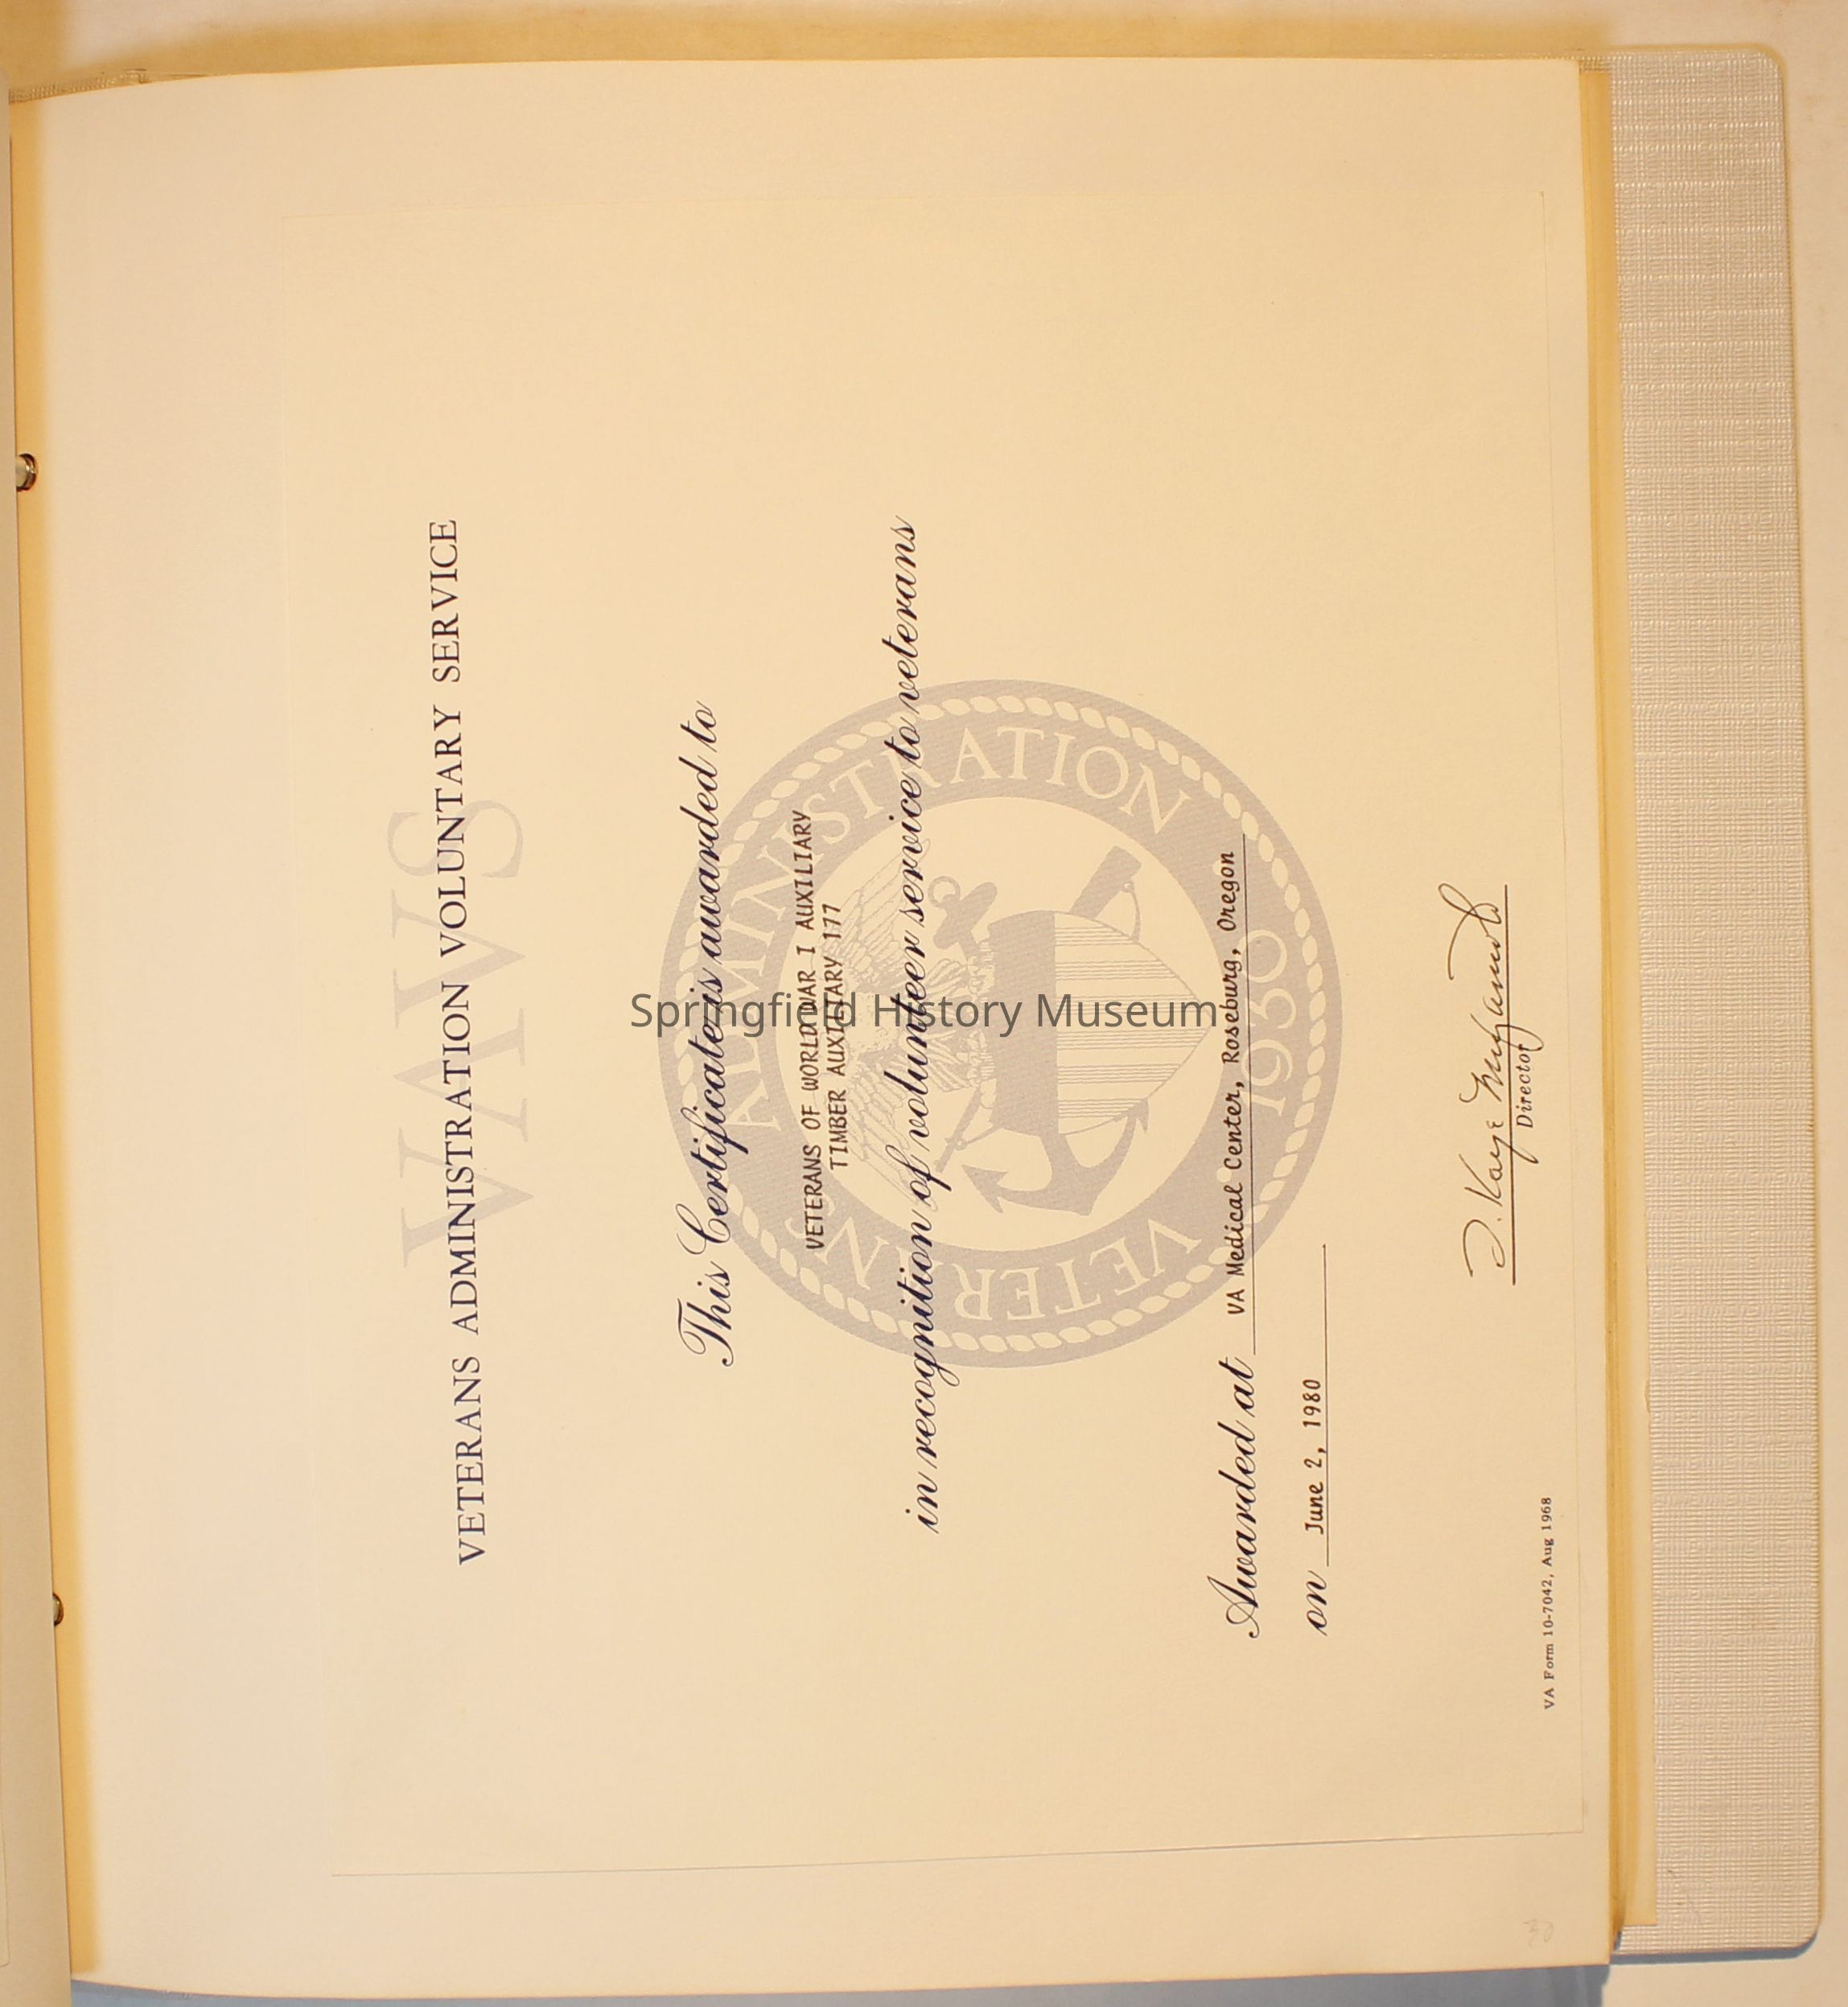 VAVS
VETERANS ADMINISTRATION VOLUNTARY SERVICE
This Certificate is awarded to
VETERANS OF WORLD WAR I AUXILIARY
TIMBER AUXILIARY 177
in recognition of volunteer service to veterans
VETERANS ADMINISTRATION
1930
Awarded at VA Medical Center, Roseburg, Oregon
on June 2, 1980
Director
VA Form 10-7042, Aug 1968
30
Springfield History Museum